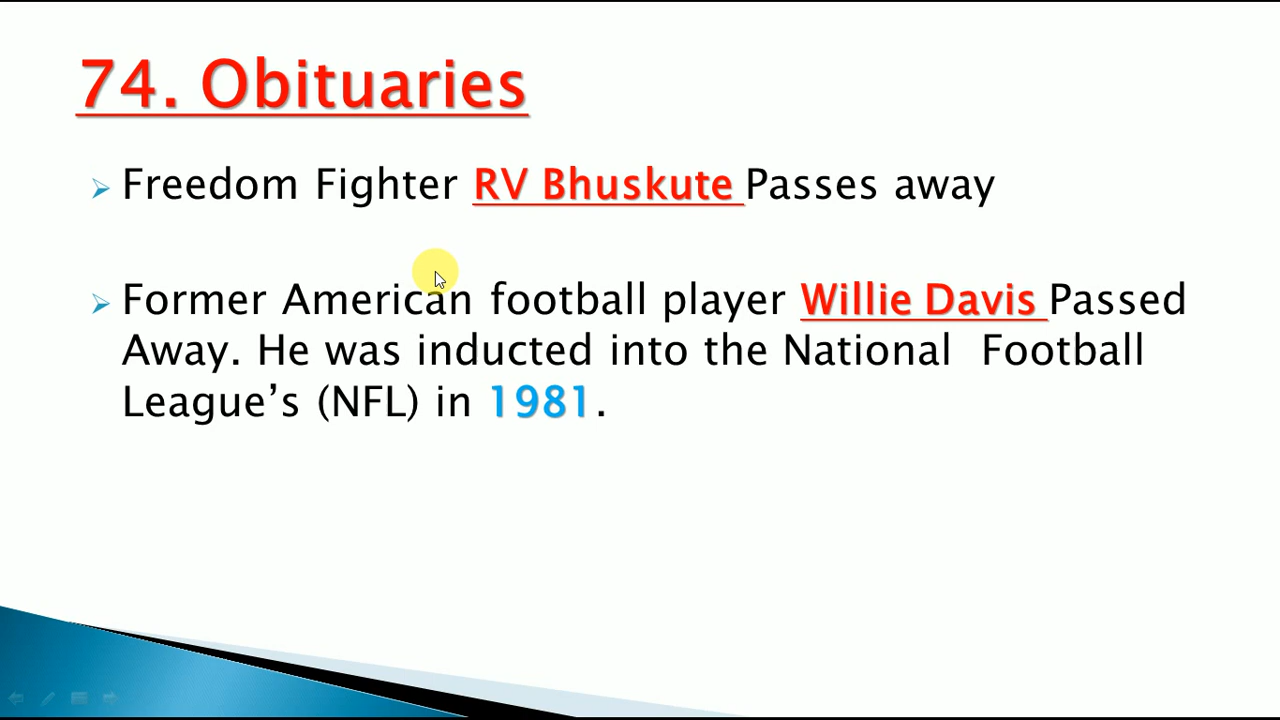 74. Obituaries
Freedom Fighter RV Bhuskute Passes away
Former American football player Willie Davis Passed
Away. He was inducted into the National  Football
League’s (NFL) in 1981.